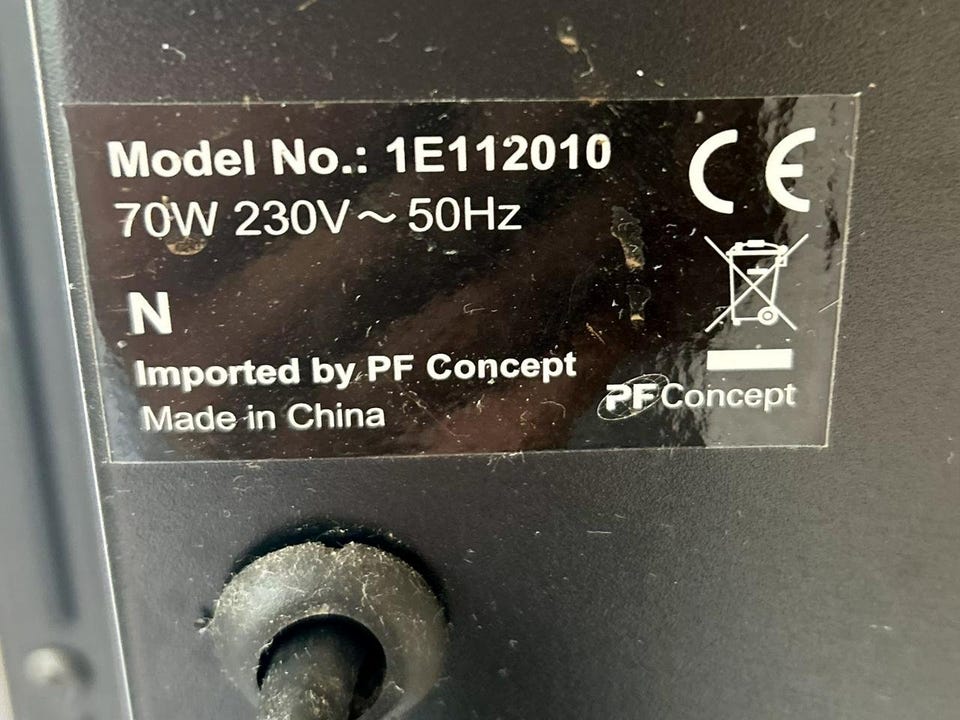 Model No.: 1E112010
70W 230V ~ 50Hz
CE
N
Imported by PF Concept
Made in China
PF Concept